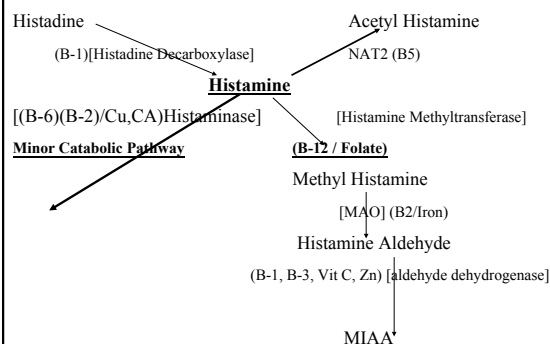 Histadine Acetyl Histamine
(B-1)[Histadine Decarboxylase] NAT2 (B5)
Histamine
[(B-6)(B-2)/Cu,CA)Histaminase] [Histamine Methyltransferase]
Minor Catabolic Pathway (B-12 / Folate)
Methyl Histamine
[MAO] (B2/Iron)
Histamine Aldehyde
(B-1, B-3, Vit C, Zn) [aldehyde dehydrogenase]
MIAA